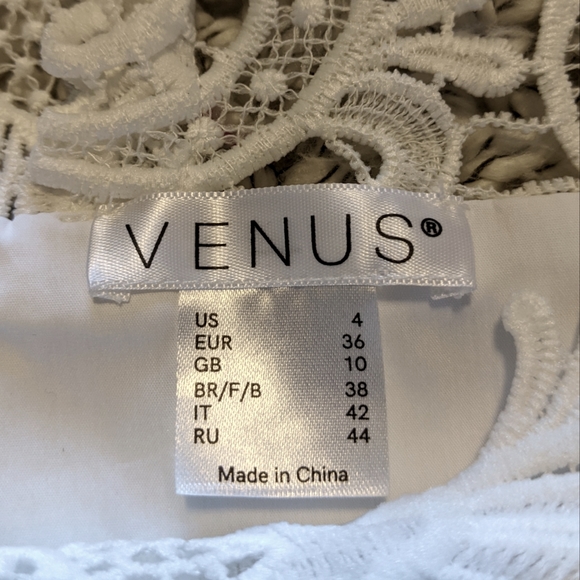 VENUS®
US 4
EUR 36
GB 10
BR/F/B 38
IT 42
RU 44
Made in China